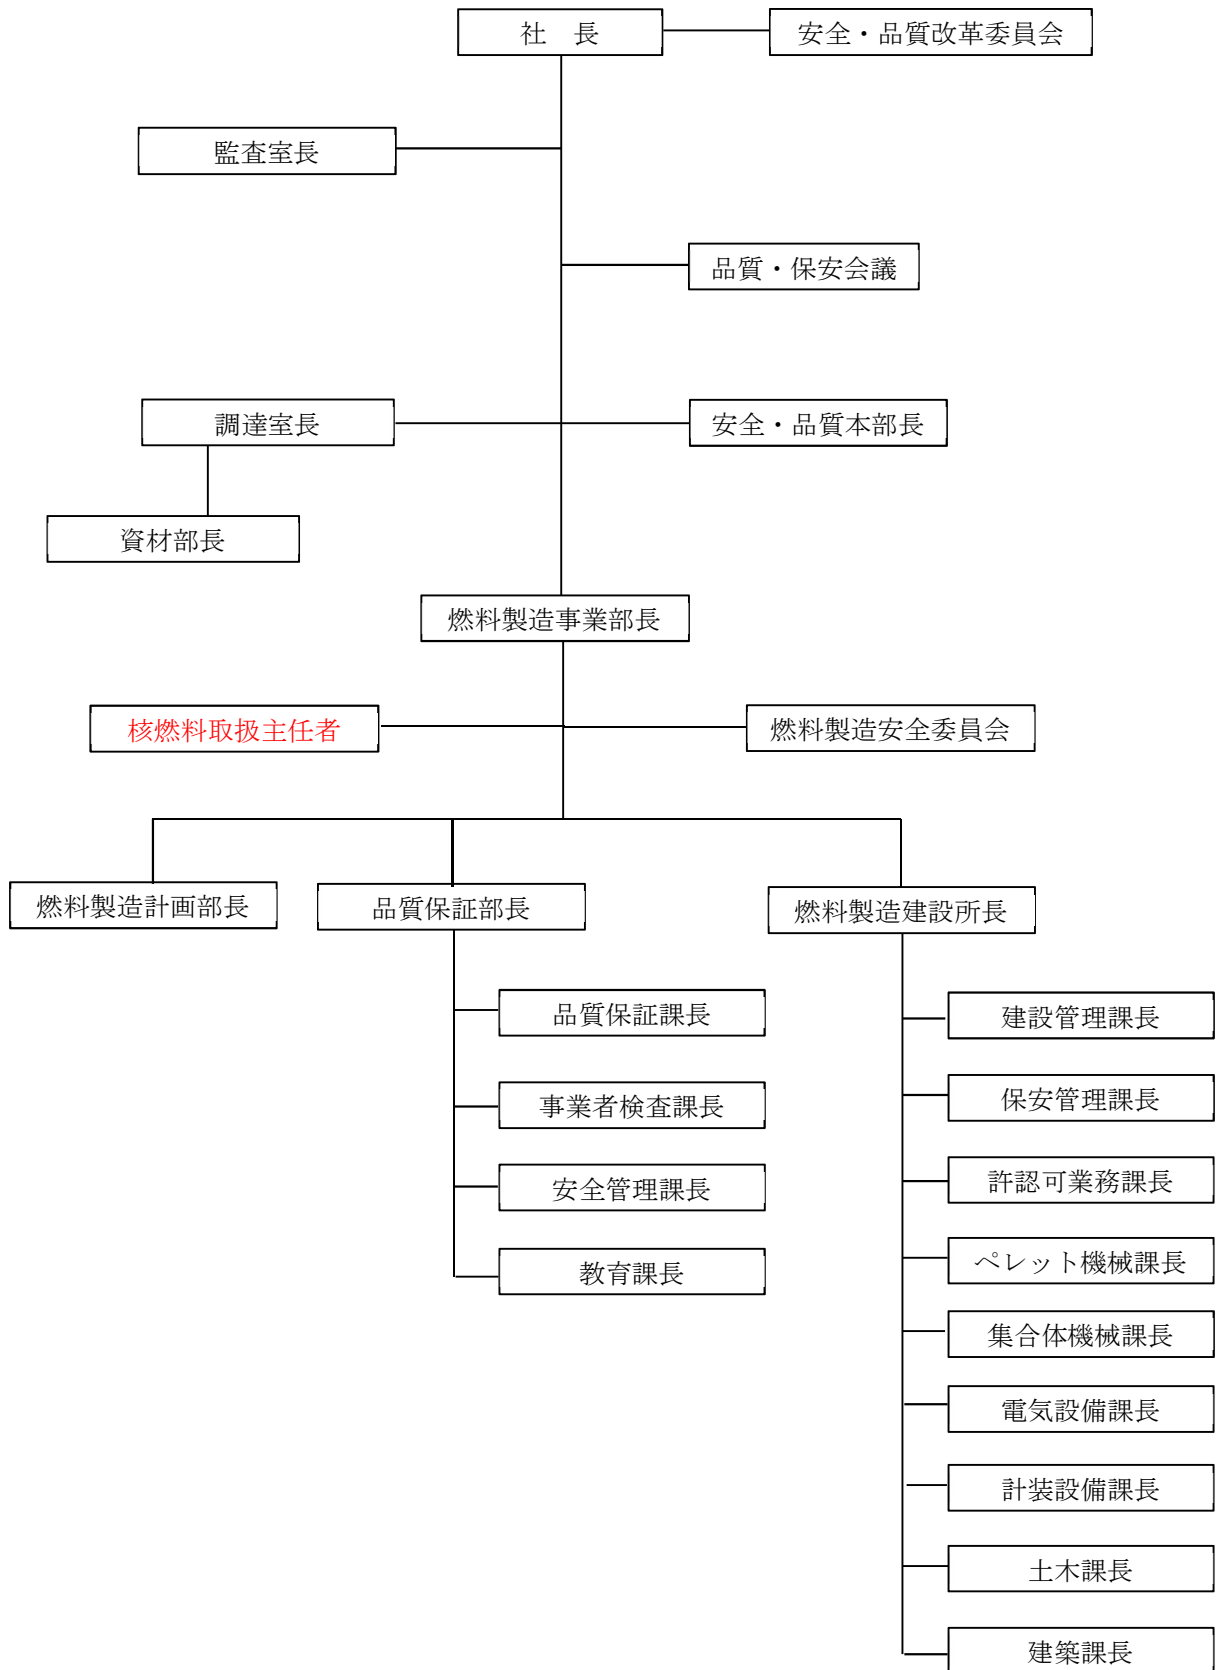 社　長
安全・品質改革委員会
監査室長
品質・保安会議
調達室長
安全・品質本部長
資材部長
燃料製造事業部長
核燃料取扱主任者
燃料製造安全委員会
燃料製造計画部長
品質保証部長
燃料製造建設所長
品質保証課長
事業者検査課長
安全管理課長
教育課長
建設管理課長
保安管理課長
許認可業務課長
ペレット機械課長
集合体機械課長
電気設備課長
計装設備課長
土木課長
建築課長